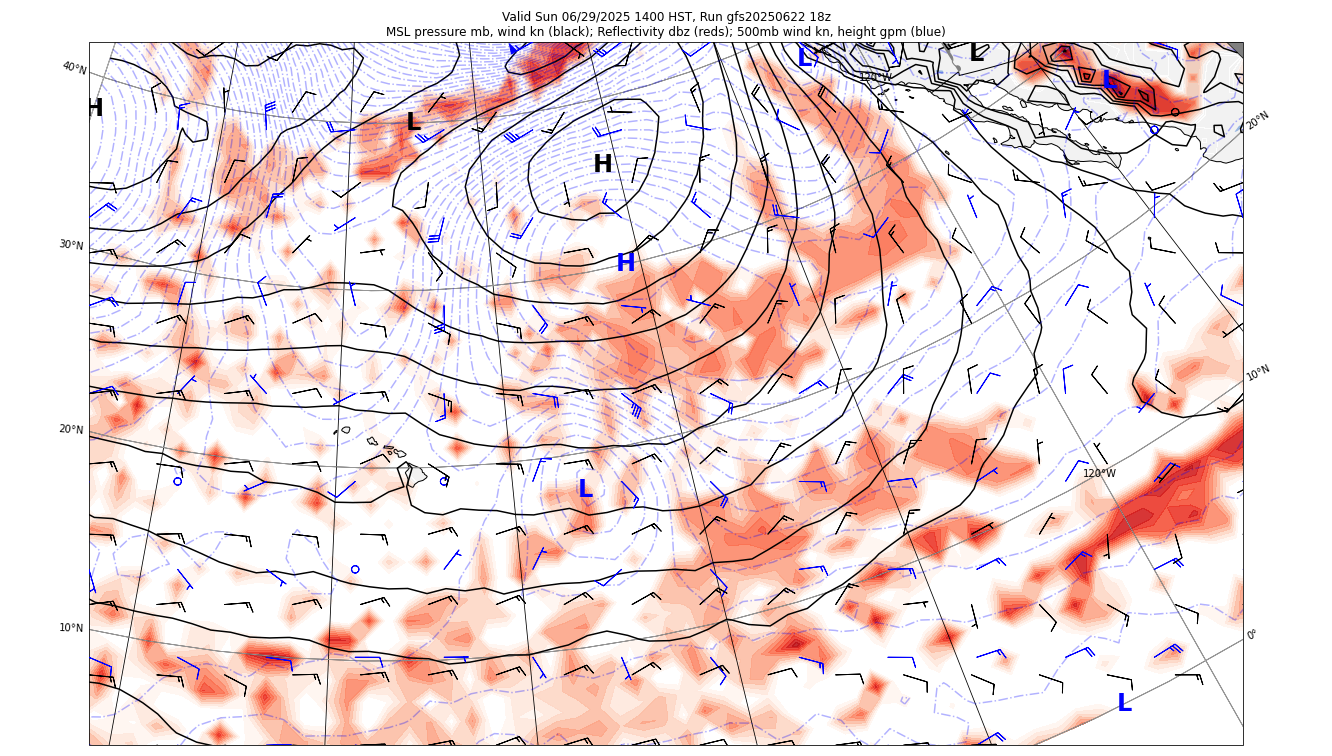 Valid Sun 06/29/2025 1400 HST, Run gfs20250622 18z
MSL pressure mb, wind kn (black); Reflectivity dbz (reds); 500mb wind kn, height gpm (blue)
L
L
40°N
120°W
L
H
20°N
L
H
30°N
H
10°N
20°N
120°W
L
10°N
0°
L